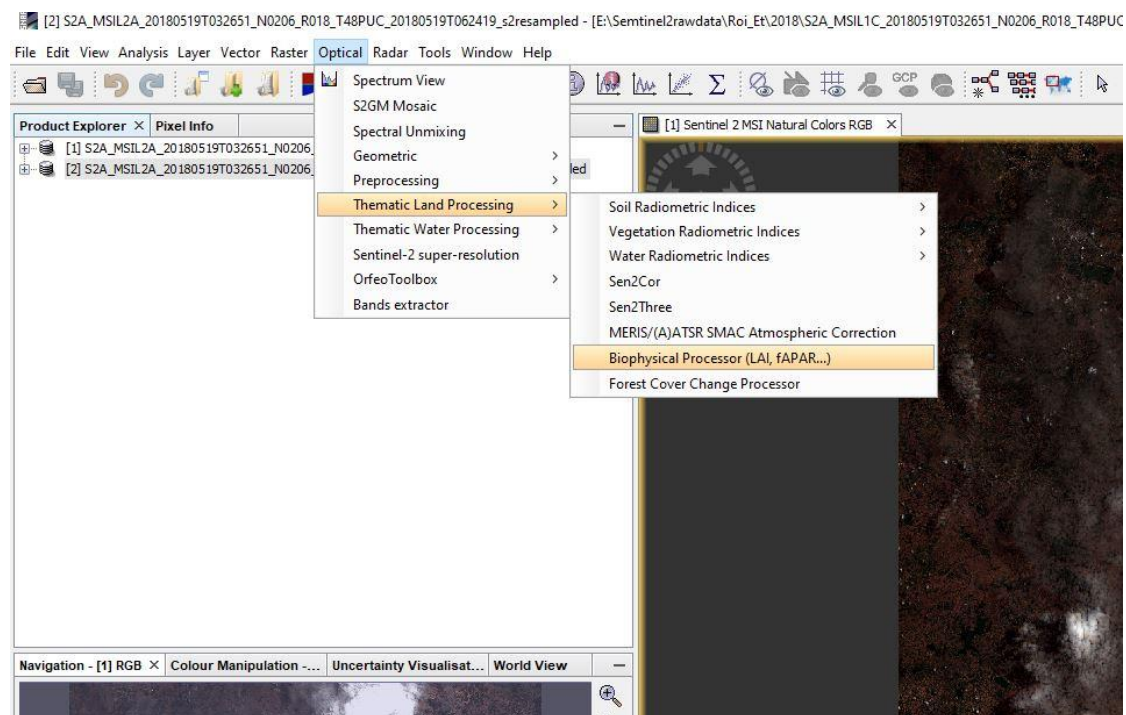 [2] S2A_MSIL2A_20180519T032651_N0206_R018_T48PUC_20180519T062419_s2resampled - [E:\Semtinel2rawdata\Roi_Et\2018\S2A_MSIL1C_20180519T032651_N0206_R018_T48PUC
File Edit View Analysis Layer Vector Raster Optical Radar Tools Window Help
GCP
Product Explorer Pixel Info
[1] Sentinel 2 MSI Natural Colors RGB
[1] S2A_MSIL2A_20180519T032651_N0206_
[2] S2A_MSIL2A_20180519T032651_N0206_ led
Spectrum View
S2GM Mosaic
Spectral Unmixing
Geometric
Preprocessing
Thematic Land Processing
Thematic Water Processing
Sentinel-2 super-resolution
OrfeoToolbox
Bands extractor
Soil Radiometric Indices
Vegetation Radiometric Indices
Water Radiometric Indices
Sen2Cor
Sen2Three
MERIS/(A)ATSR SMAC Atmospheric Correction
Biophysical Processor (LAI, fAPAR...)
Forest Cover Change Processor
Navigation - [1] RGB Colour Manipulation -... Uncertainty Visualisat... World View